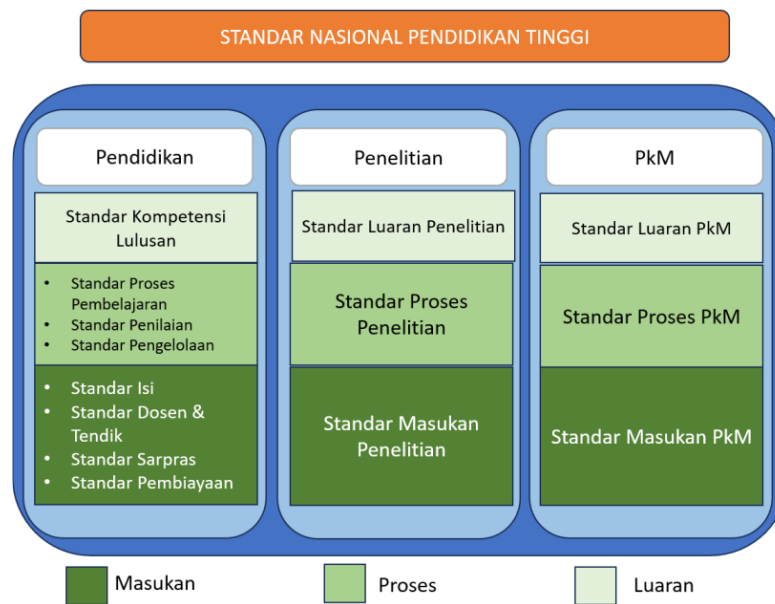 STANDAR NASIONAL PENDIDIKAN TINGGI
Pendidikan
Standar Kompetensi
Lulusan
• Standar Proses
Pembelajaran
• Standar Penilaian
• Standar Pengelolaan
• Standar Isi
• Standar Dosen &
Tendik
• Standar Sarpras
• Standar Pembiayaan
Penelitian
Standar Luaran Penelitian
Standar Proses
Penelitian
Standar Masukan
Penelitian
PkM
Standar Luaran PkM
Standar Proses PkM
Standar Masukan PkM
Masukan
Proses
Luaran